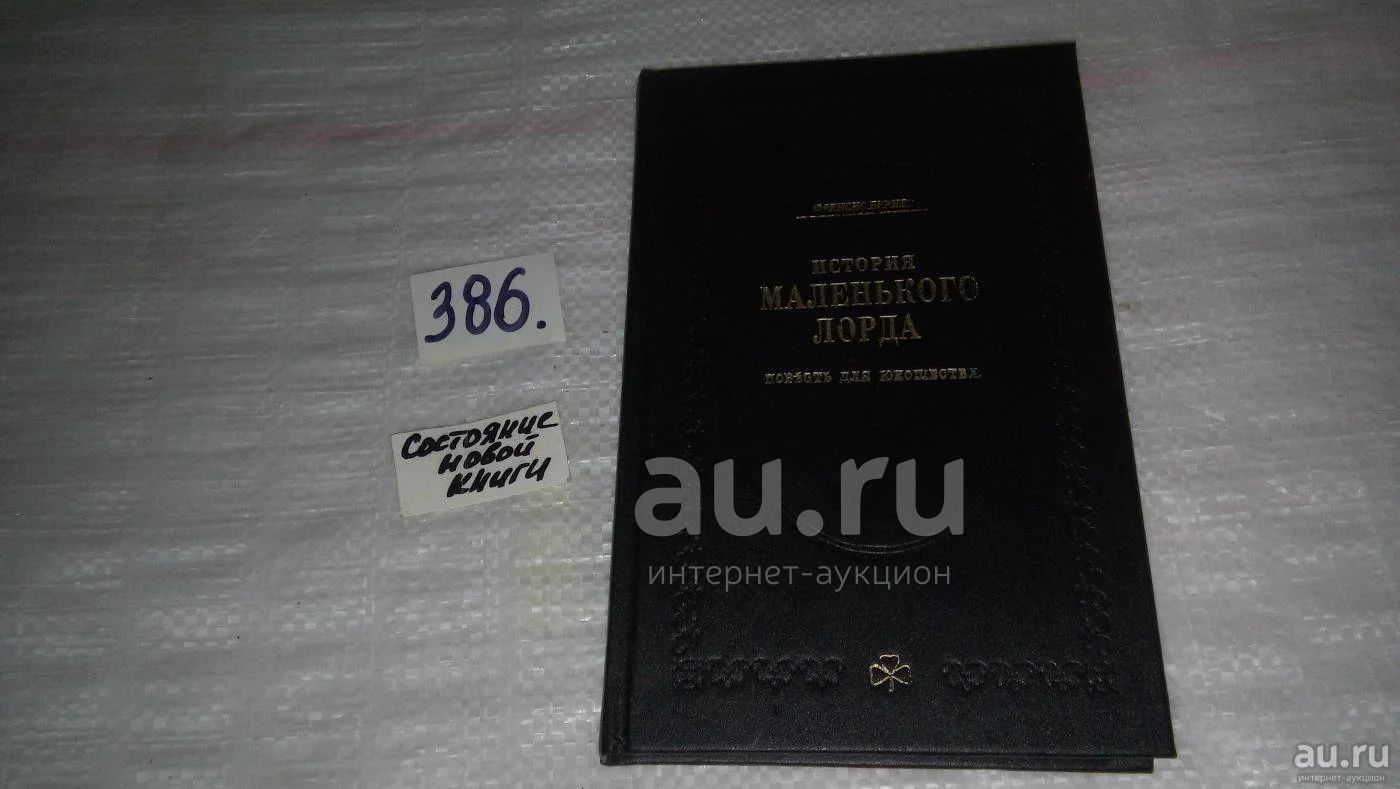 386.
Состояние
новой
книги
ФРЕНСИС БЕРНЕТ
ИСТОРИЯ
МАЛЕНЬКОГО
ЛОРДА
ПОВЕСТЬ ДЛЯ ЮНОШЕСТВА
au.ru
интернет-аукцион
au.ru
интернет-аукцион